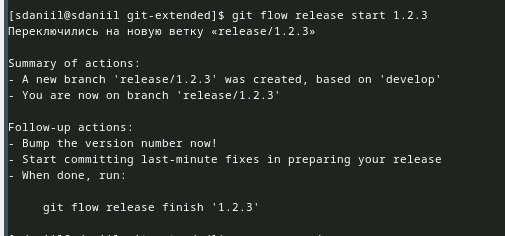 [sdaniil@sdaniil git-extended]$ git flow release start 1.2.3
Переключились на новую ветку «release/1.2.3»
Summary of actions:
- A new branch 'release/1.2.3' was created, based on 'develop'
- You are now on branch 'release/1.2.3'
Follow-up actions:
- Bump the version number now!
- Start committing last-minute fixes in preparing your release
- When done, run:
git flow release finish '1.2.3'